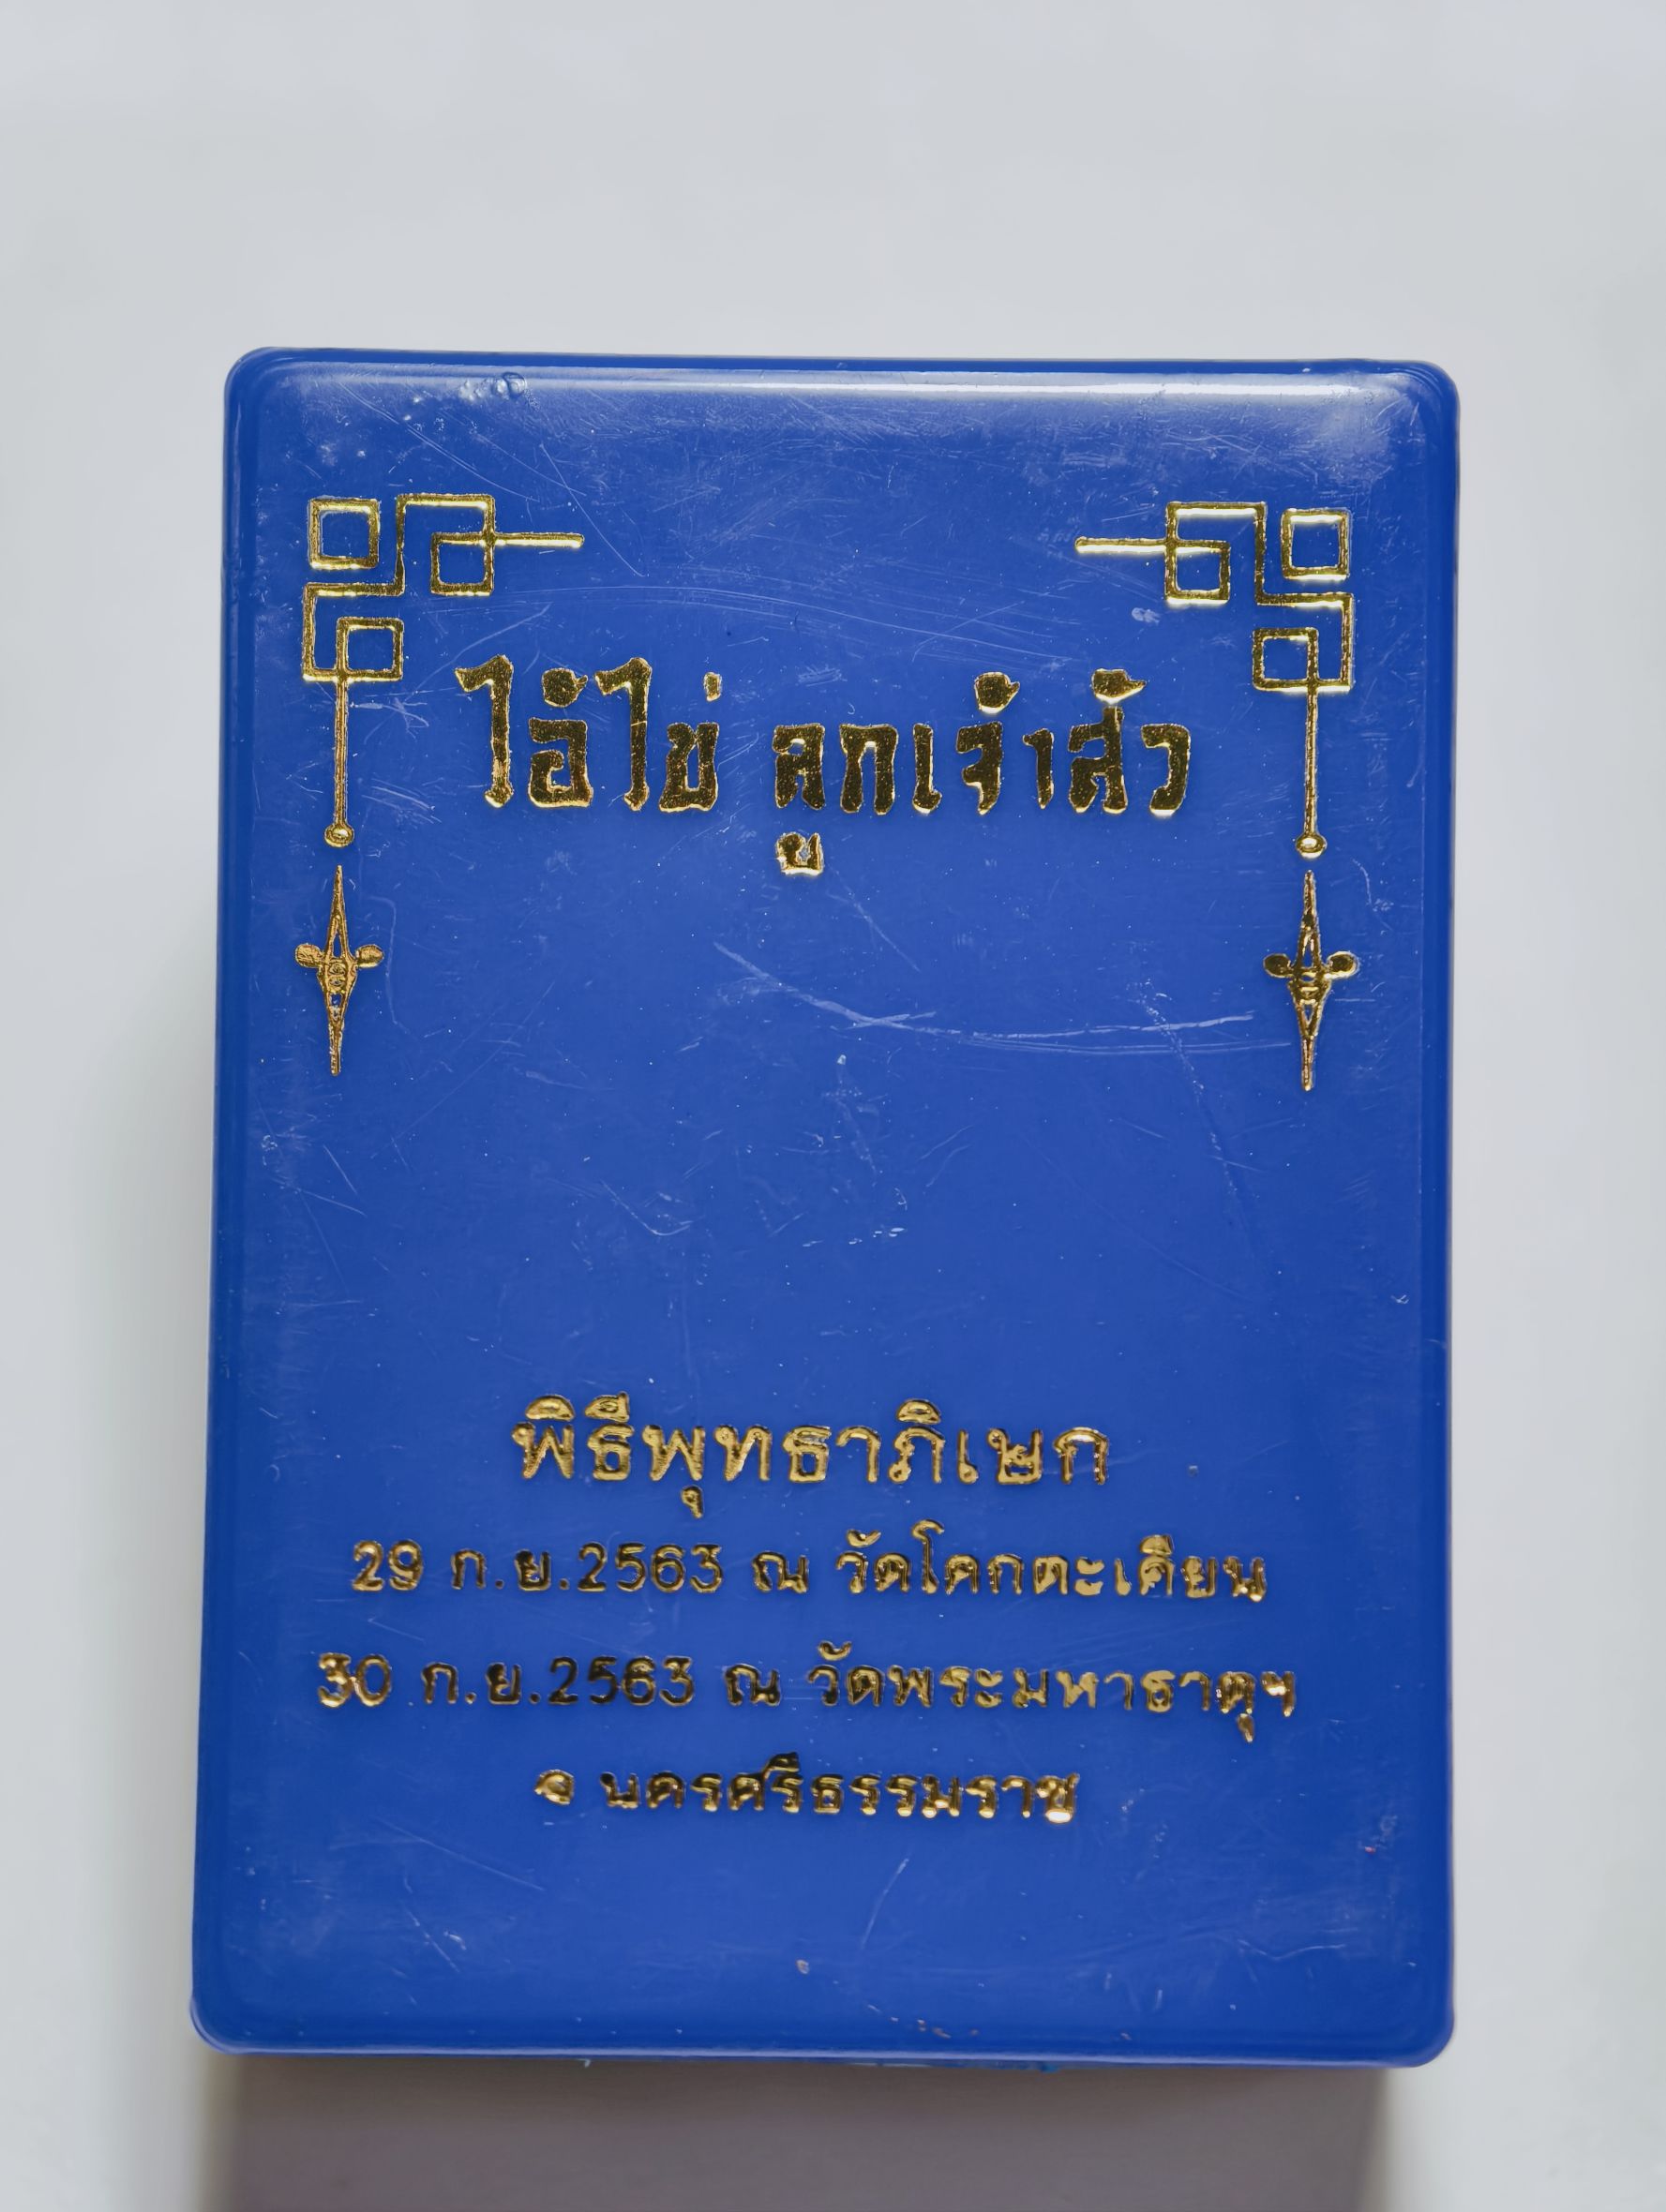 ไอ้ไข่ ลูกเจ้าสัว
พิธีพุทธาภิเษก
29 ก.ย.2563 ณ วัดโคกตะเคียน
30 ก.ย.2563 ณ วัดพระมหาธาตุฯ
จ นครศรีธรรมราช